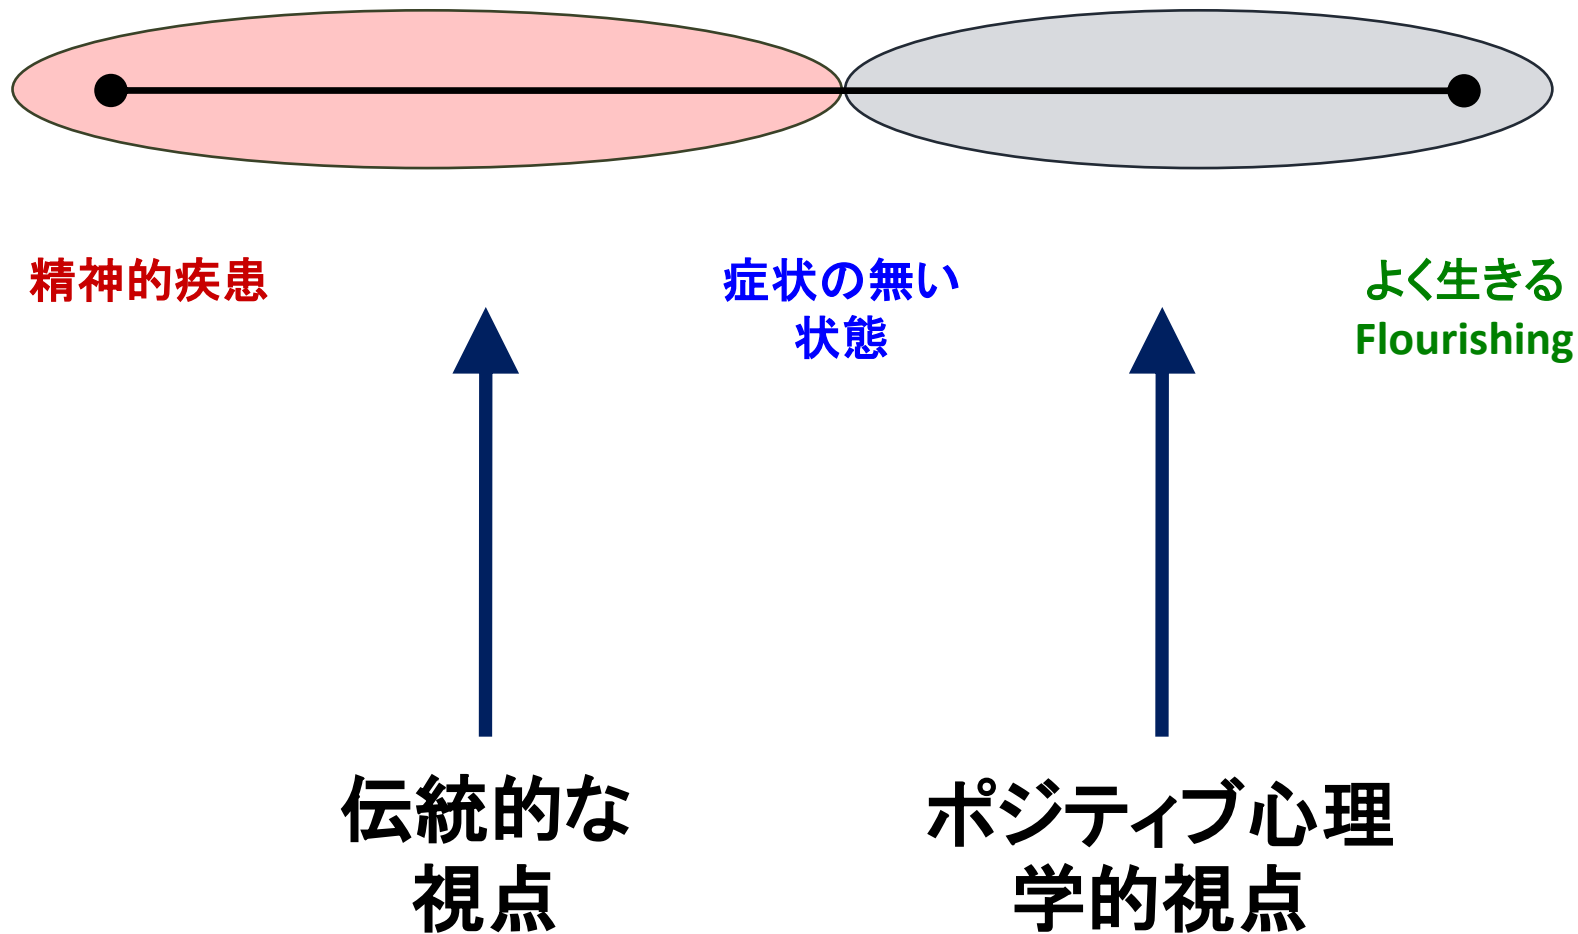 精神的疾患
症状の無い
状態
よく生きる
Flourishing
伝統的な
視点
ポジティブ心理
学的視点